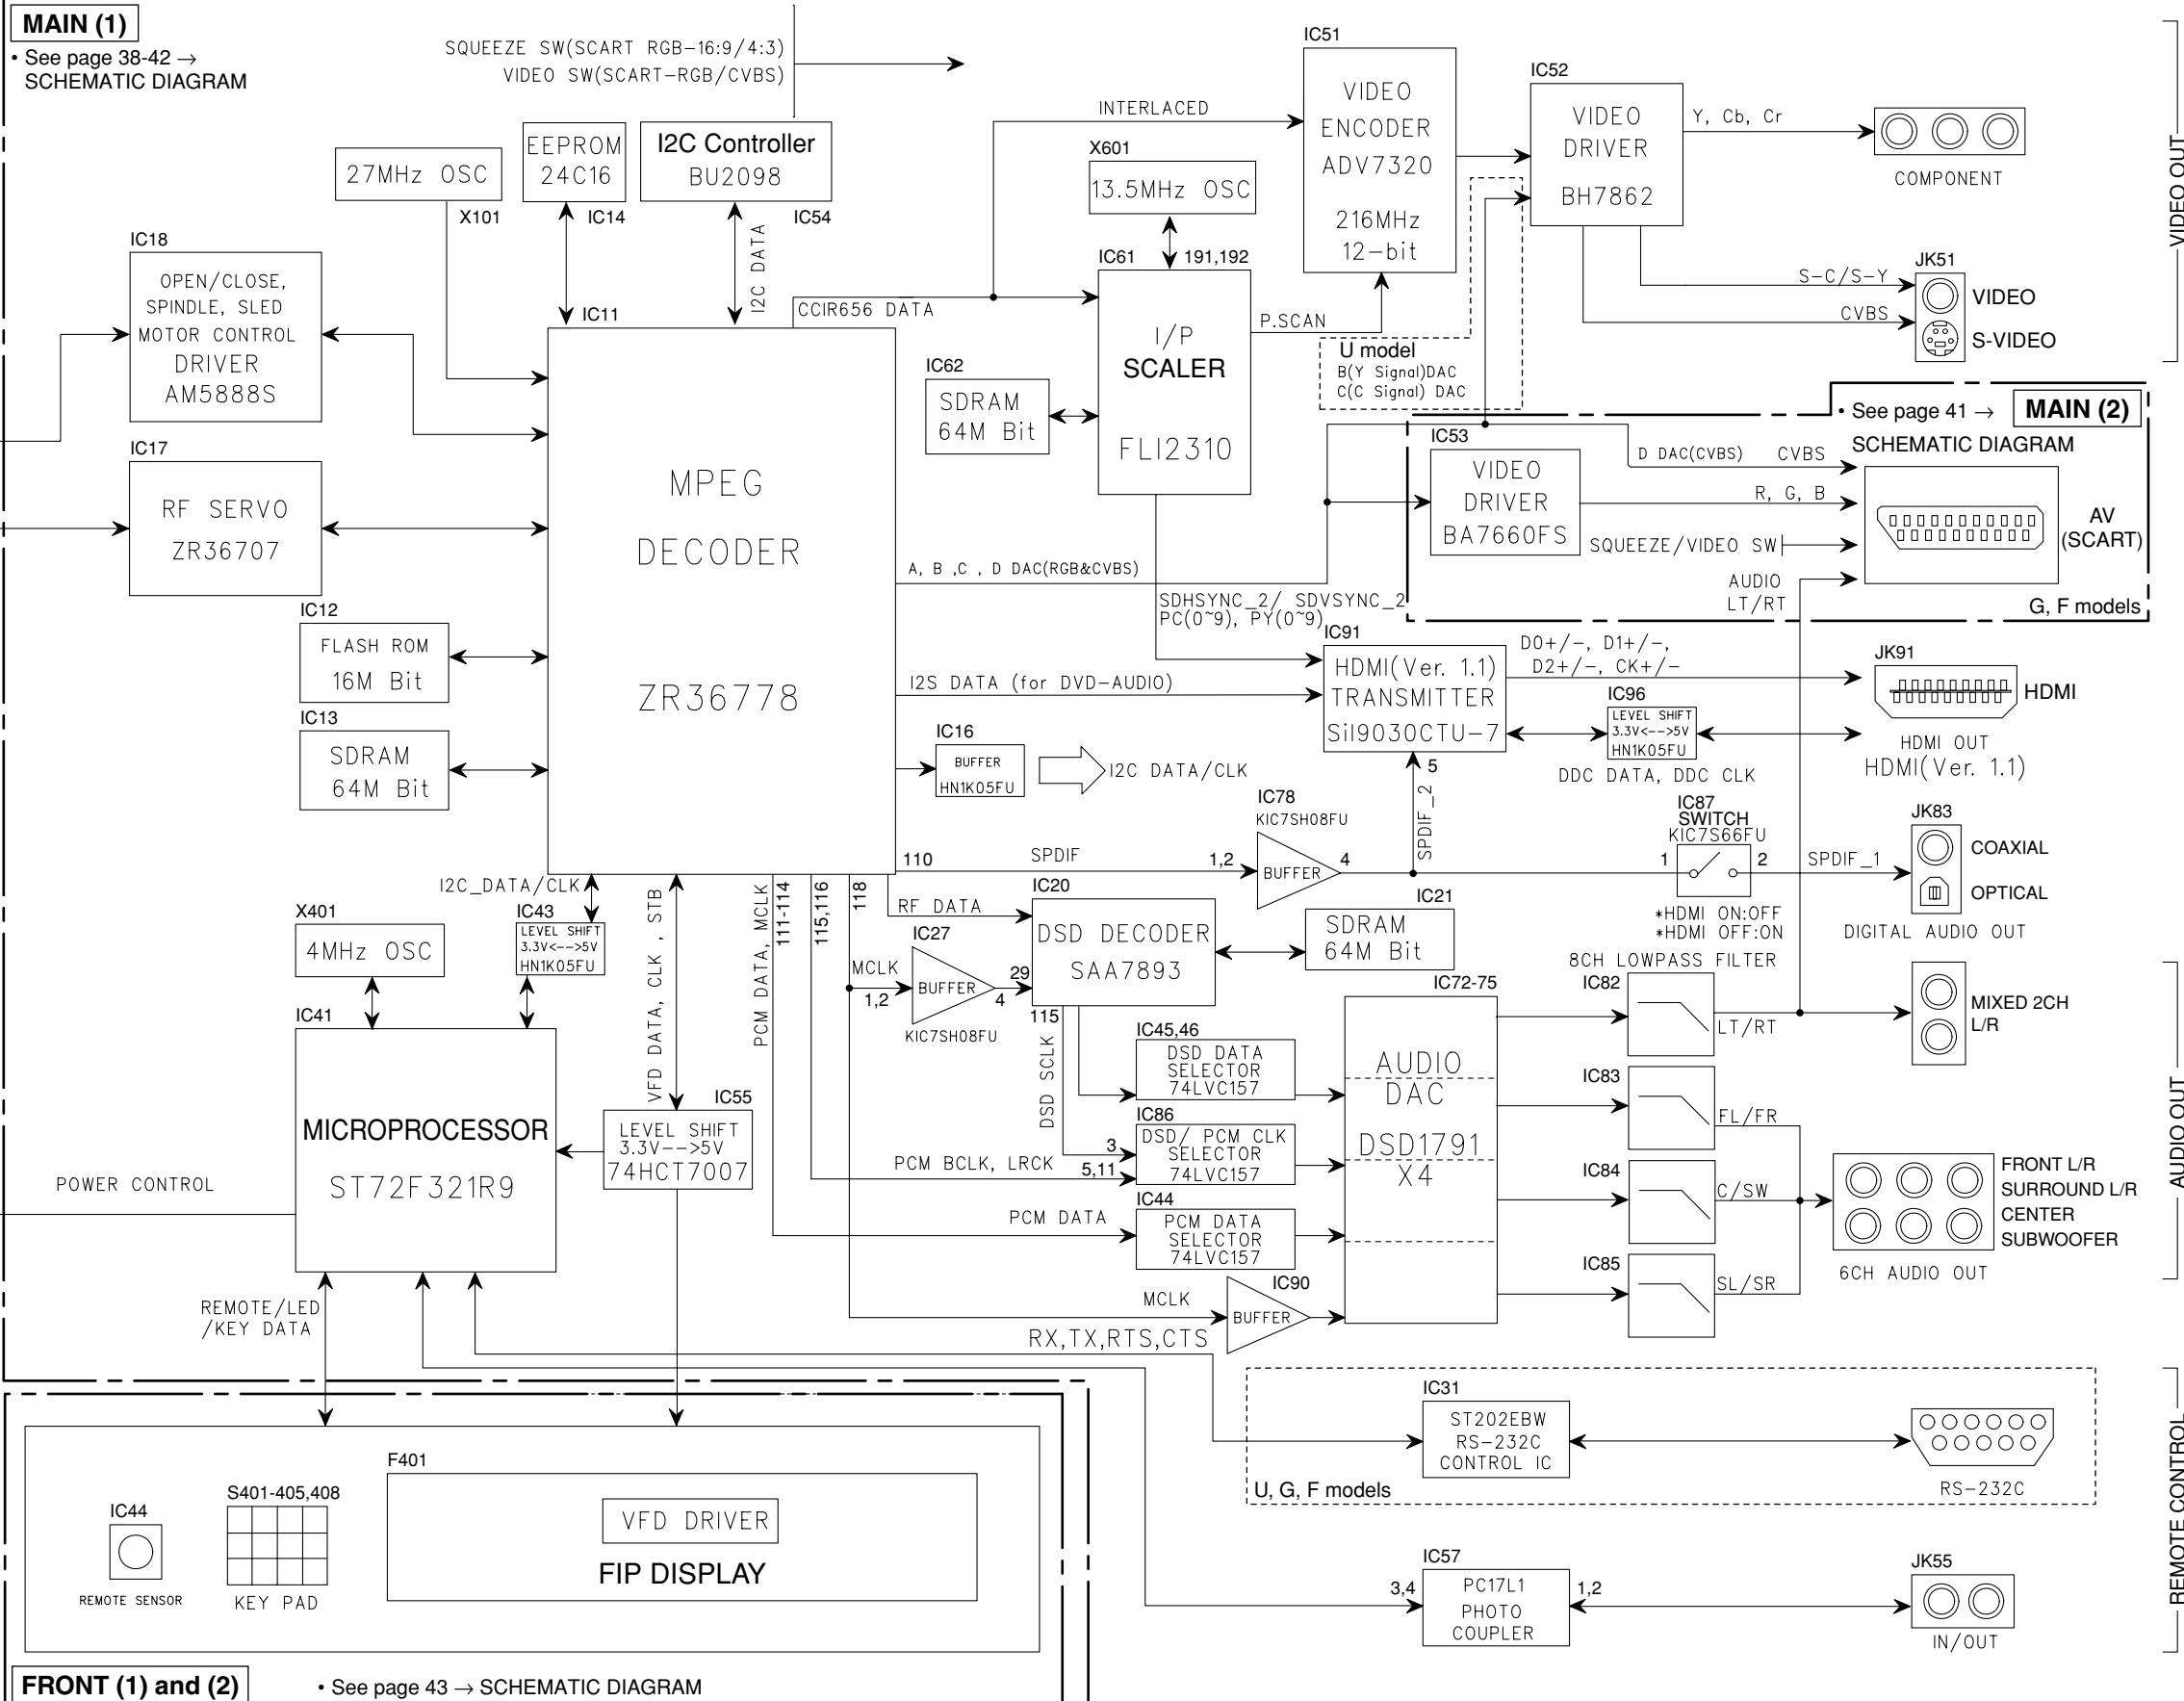 MAIN (1)
• See page 38-42 →
SCHEMATIC DIAGRAM
SQUEEZE SW(SCART RGB-16:9/4:3)
VIDEO SW(SCART-RGB/CVBS)
27MHz OSC
X101
EEPROM
24C16
IC14
I2C Controller
BU2098
IC54
I2C DATA
IC18
OPEN/CLOSE,
SPINDLE, SLED
MOTOR CONTROL
DRIVER
AM5888S
IC17
RF SERVO
ZR36707
IC12
FLASH ROM
16M Bit
IC13
SDRAM
64M Bit
IC11
MPEG
DECODER
ZR36778
CCIR656 DATA
INTERLACED
X601
13.5MHz OSC
IC61
191,192
I/P
SCALER
FLI2310
IC62
SDRAM
64M Bit
P.SCAN
IC51
VIDEO
ENCODER
ADV7320
216MHz
12-bit
IC52
VIDEO
DRIVER
BH7862
Y, Cb, Cr
COMPONENT
S-C/S-Y
CVBS
JK51
VIDEO
S-VIDEO
VIDEO OUT
U model
B(Y Signal)DAC
C(C Signal) DAC
• See page 41 →
MAIN (2)
SCHEMATIC DIAGRAM
IC53
VIDEO
DRIVER
BA7660FS
D DAC(CVBS)
CVBS
R, G, B
SQUEEZE/VIDEO SW
AUDIO
LT/RT
AV
(SCART)
G, F models
A, B ,C , D DAC(RGB&CVBS)
SDHSYNC_2/ SDVSYNC_2
PC(0~9), PY(0~9)
IC91
HDMI(Ver. 1.1)
TRANSMITTER
SiI9030CTU-7
5
D0+/-, D1+/-,
D2+/-, CK+/-
JK91
HDMI
HDMI OUT
HDMI(Ver. 1.1)
IC96
LEVEL SHIFT
3.3V<-->5V
HN1K05FU
DDC DATA, DDC CLK
I2S DATA (for DVD-AUDIO)
IC16
BUFFER
HN1K05FU
I2C DATA/CLK
110
SPDIF
1,2
IC78
KIC7SH08FU
BUFFER
4
SPDIF_2
IC87
SWITCH
KIC7S66FU
1
2
*HDMI ON:OFF
*HDMI OFF:ON
SPDIF_1
JK83
COAXIAL
OPTICAL
DIGITAL AUDIO OUT
I2C_DATA/CLK
X401
4MHz OSC
IC43
LEVEL SHIFT
3.3V<-->5V
HN1K05FU
IC41
MICROPROCESSOR
ST72F321R9
POWER CONTROL
VFD DATA, CLK , STB
IC55
LEVEL SHIFT
3.3V-->5V
74HCT7007
PCM DATA, MCLK
111-114
115,116
118
RF DATA
MCLK
1,2
IC27
BUFFER
4
KIC7SH08FU
29
IC20
DSD DECODER
SAA7893
115
IC21
SDRAM
64M Bit
DSD SCLK
IC45,46
DSD DATA
SELECTOR
74LVC157
IC86
DSD/ PCM CLK
SELECTOR
74LVC157
3
5,11
PCM BCLK, LRCK
IC44
PCM DATA
SELECTOR
74LVC157
PCM DATA
MCLK
IC90
BUFFER
IC72-75
AUDIO
DAC
DSD1791
X4
8CH LOWPASS FILTER
IC82
LT/RT
IC83
FL/FR
IC84
C/SW
IC85
SL/SR
MIXED 2CH
L/R
FRONT L/R
SURROUND L/R
CENTER
SUBWOOFER
6CH AUDIO OUT
AUDIO OUT
REMOTE/LED
/KEY DATA
RX,TX,RTS,CTS
IC31
ST202EBW
RS-232C
CONTROL IC
U, G, F models
RS-232C
IC57
PC17L1
PHOTO
COUPLER
3,4
1,2
JK55
IN/OUT
REMOTE CONTROL
IC44
REMOTE SENSOR
S401-405,408
KEY PAD
F401
VFD DRIVER
FIP DISPLAY
FRONT (1) and (2)
• See page 43 → SCHEMATIC DIAGRAM